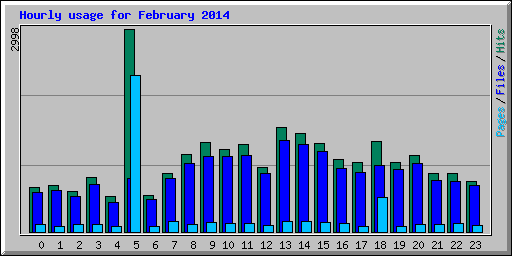 Hourly usage for February 2014
2998
Pages / Files / Hits
0 1 2 3 4 5 6 7 8 9 10 11 12 13 14 15 16 17 18 19 20 21 22 23